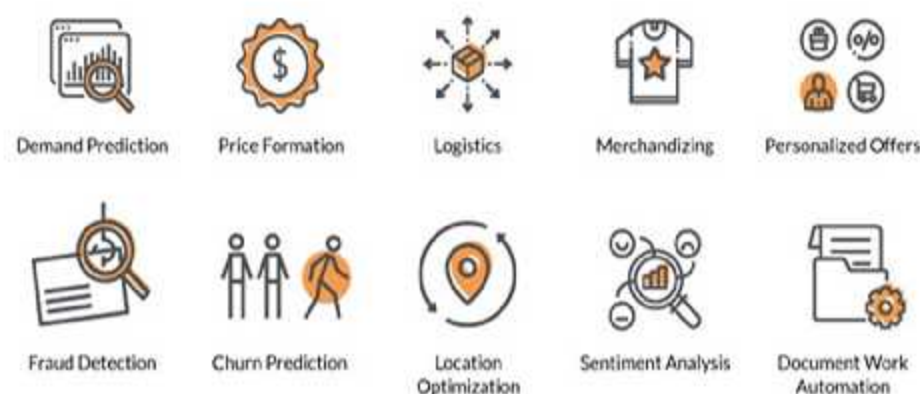 $
%
Demand Prediction
Price Formation
Logistics
Merchandizing
Personalized Offers
Fraud Detection
Churn Prediction
Location
Optimization
Sentiment Analysis
Document Work
Automation